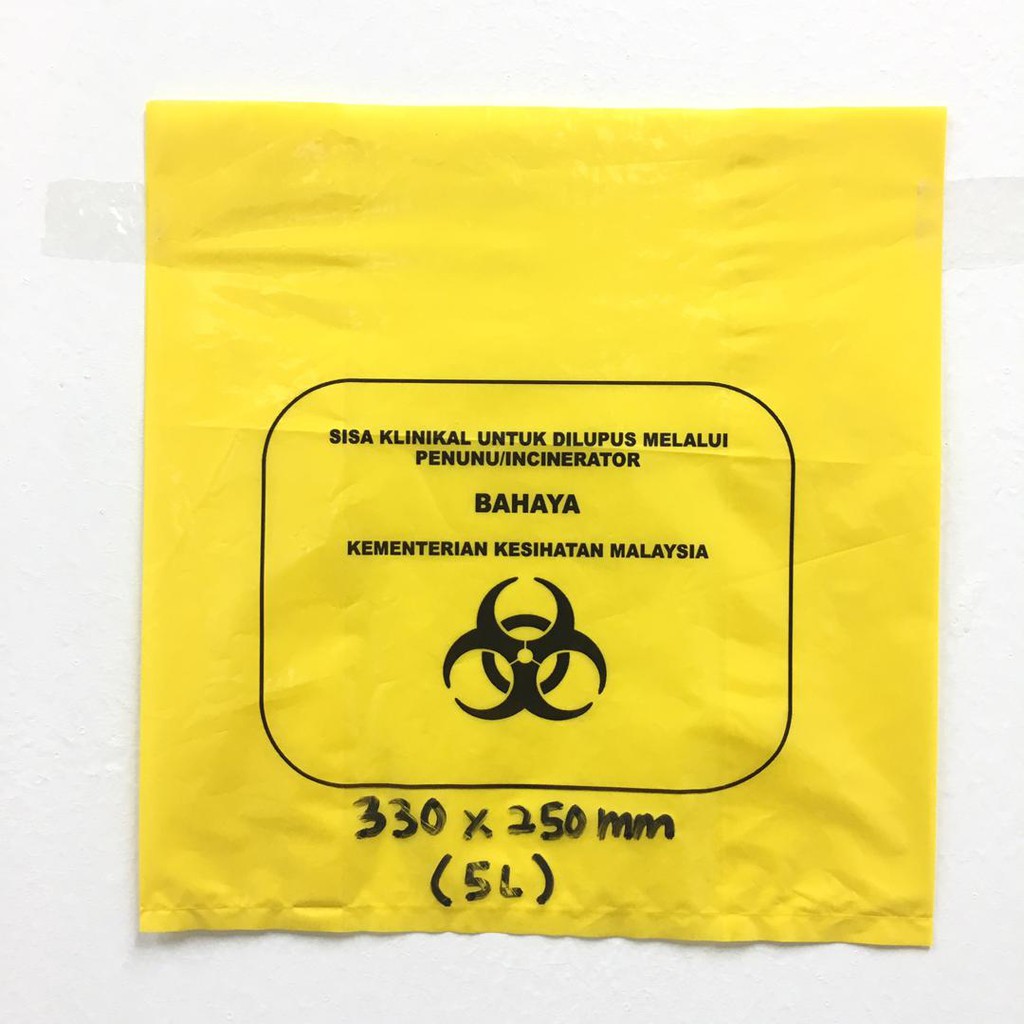 SISA KLINIKAL UNTUK DILUPUS MELALUI
PENUNU/INCINERATOR
BAHAYA
KEMENTERIAN KESIHATAN MALAYSIA
330 x 250 mm
(5L)